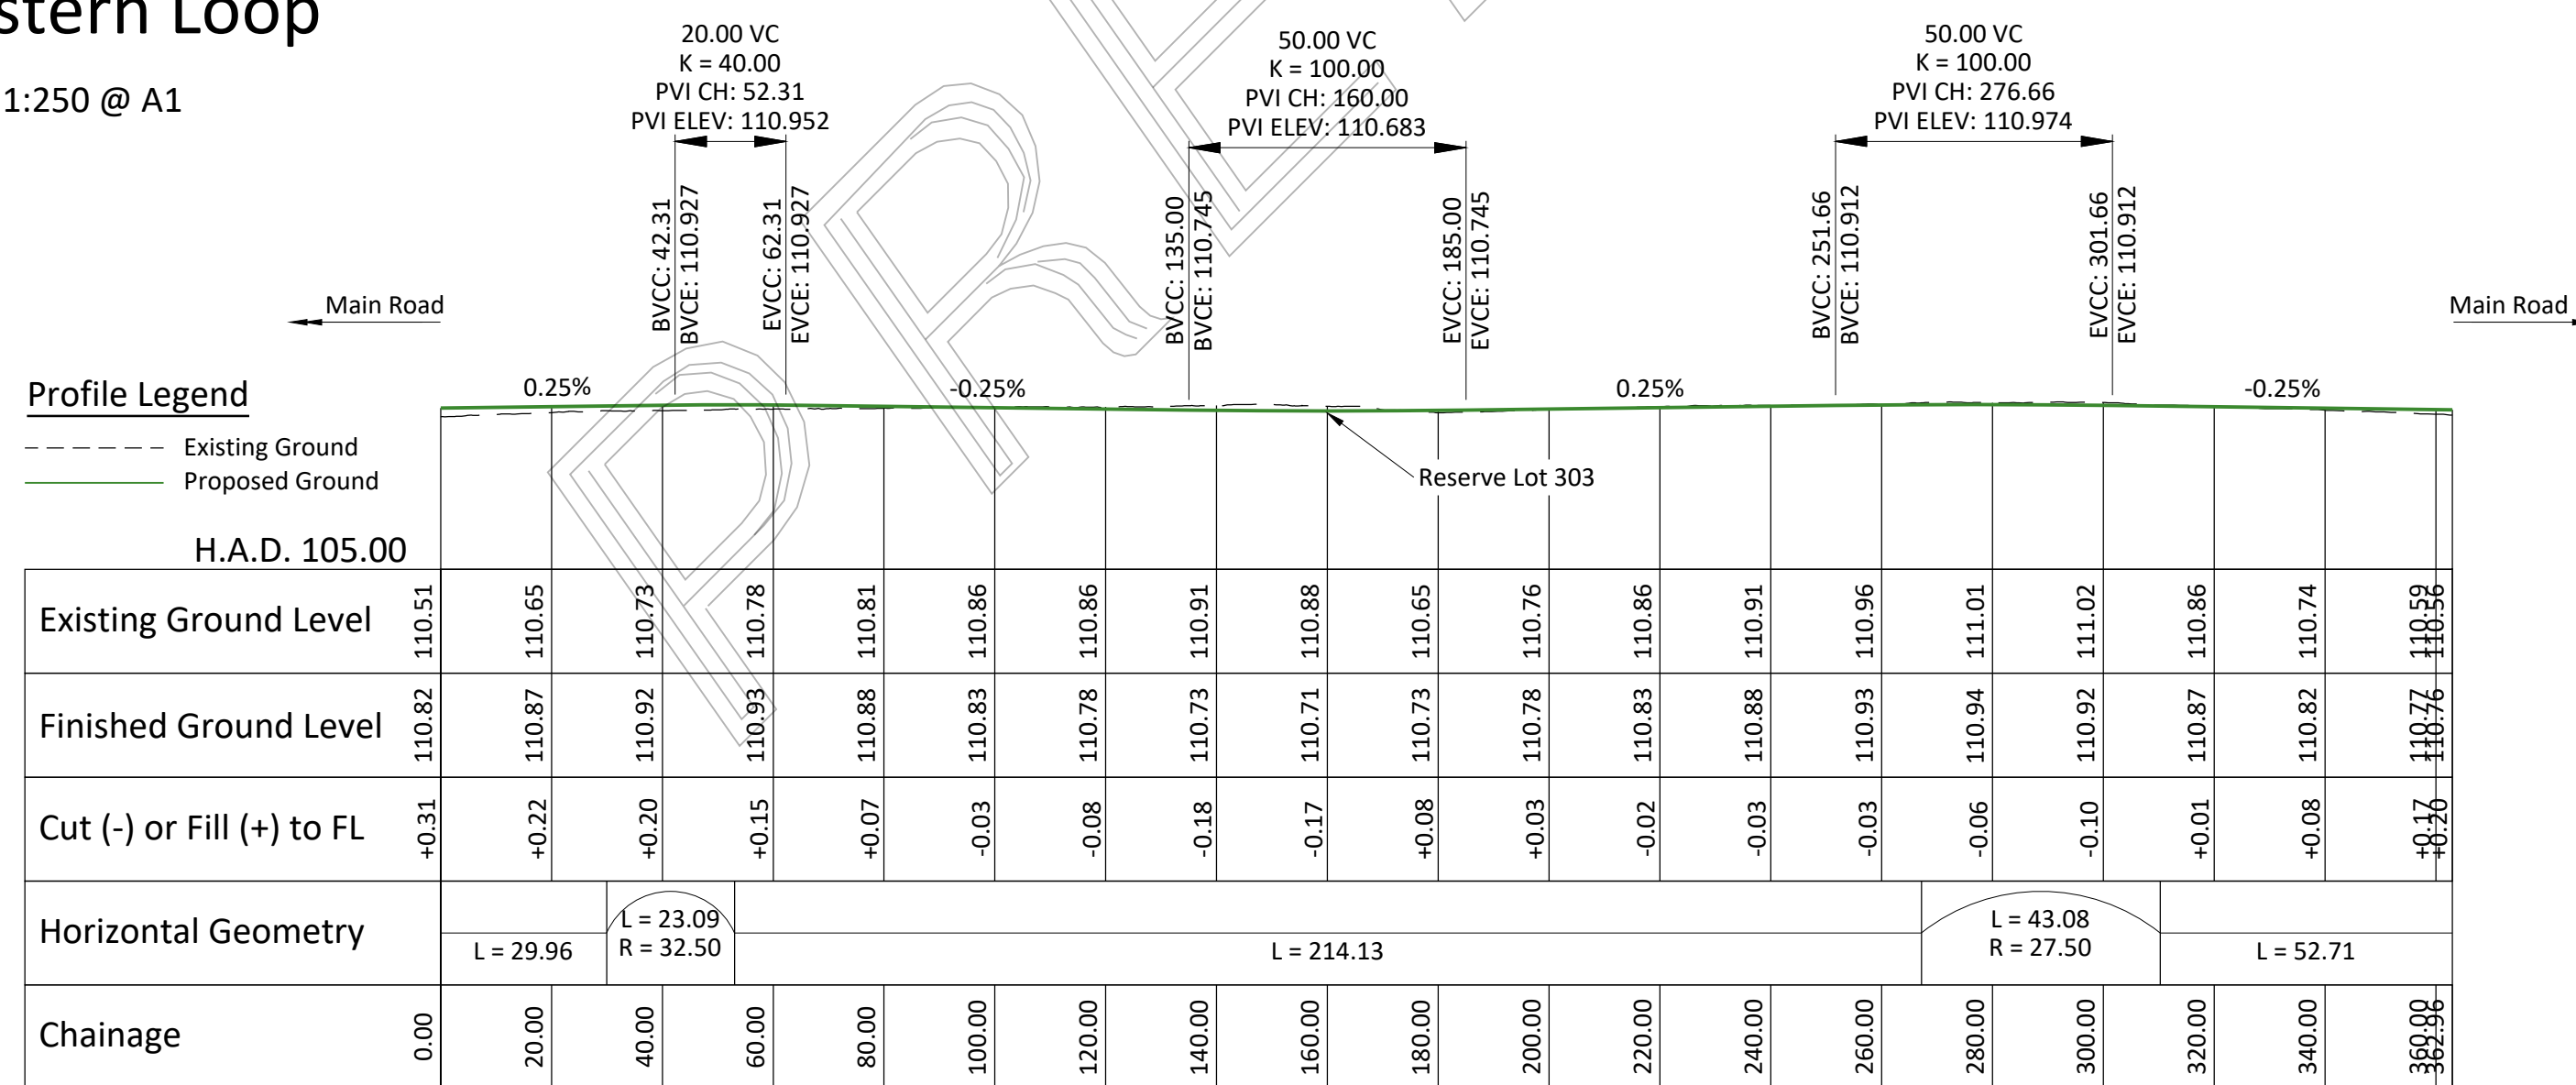 stern Loop
1:250 @ A1
20.00 VC
K = 40.00
PVI CH: 52.31
PVI ELEV: 110.952
50.00 VC
K = 100.00
PVI CH: 160.00
PVI ELEV: 110.683
50.00 VC
K = 100.00
PVI CH: 276.66
PVI ELEV: 110.974
BVCC: 42.31
BVCE: 110.927
EVCC: 62.31
EVCE: 110.927
BVCC: 135.00
BVCE: 110.745
EVCC: 185.00
EVCE: 110.745
BVCC: 251.66
BVCE: 110.912
EVCC: 301.66
EVCE: 110.912
Main Road
Main Road
0.25%
-0.25%
0.25%
-0.25%
Profile Legend
Existing Ground
Proposed Ground
Reserve Lot 303
H.A.D. 105.00
Existing Ground Level 110.51 110.65 110.73 110.78 110.81 110.86 110.86 110.91 110.88 110.65 110.76 110.86 110.91 110.96 111.01 111.02 110.86 110.74 110.59 110.56
Finished Ground Level 110.82 110.87 110.92 110.93 110.88 110.83 110.78 110.73 110.71 110.73 110.78 110.83 110.88 110.93 110.94 110.92 110.87 110.82 110.77 110.76
Cut (-) or Fill (+) to FL +0.31 +0.22 +0.20 +0.15 +0.07 -0.03 -0.08 -0.18 -0.17 +0.08 +0.03 -0.02 -0.03 -0.03 -0.06 -0.10 +0.01 +0.08 +0.17 +0.20
Horizontal Geometry
L = 29.96
L = 23.09
R = 32.50
L = 214.13
L = 43.08
R = 27.50
L = 52.71
Chainage 0.00 20.00 40.00 60.00 80.00 100.00 120.00 140.00 160.00 180.00 200.00 220.00 240.00 260.00 280.00 300.00 320.00 340.00 360.00 362.96